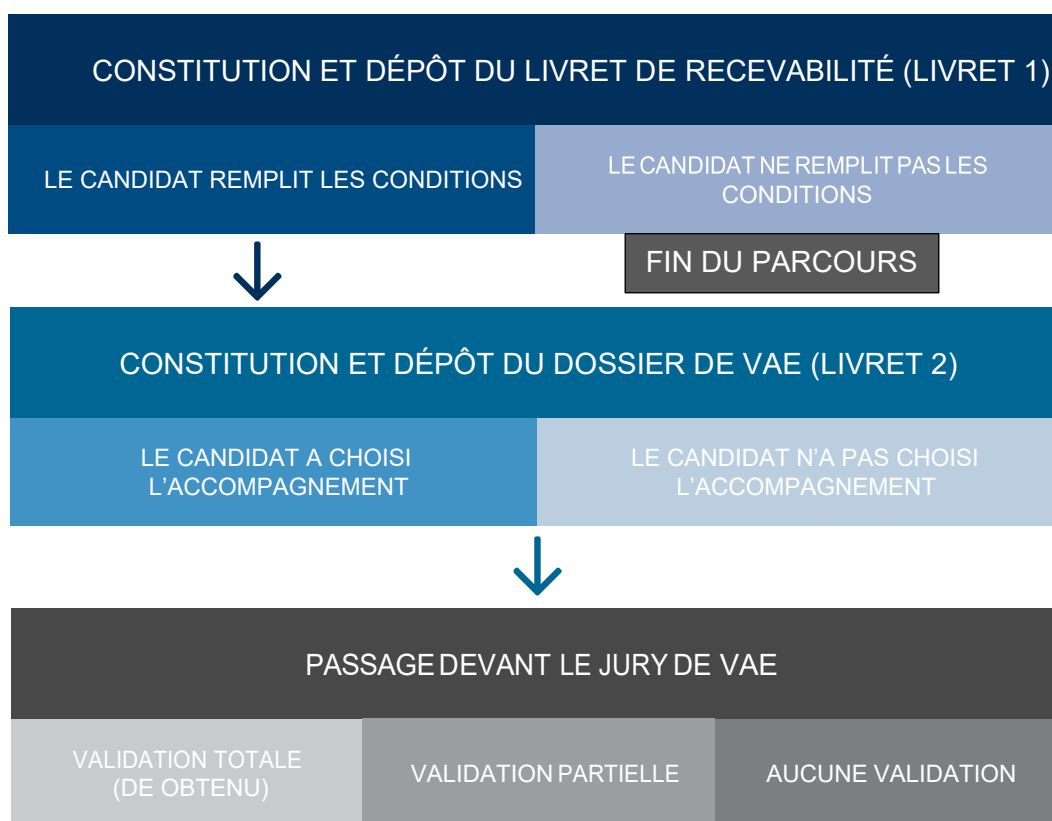 CONSTITUTION ET DÉPÔT DU LIVRET DE RECEVABILITÉ (LIVRET 1)
LE CANDIDAT REMPLIT LES CONDITIONS
LE CANDIDAT NE REMPLIT PAS LES
CONDITIONS
FIN DU PARCOURS
CONSTITUTION ET DÉPÔT DU DOSSIER DE VAE (LIVRET 2)
LE CANDIDAT A CHOISI
L’ACCOMPAGNEMENT
LE CANDIDAT N’A PAS CHOISI
L’ACCOMPAGNEMENT
PASSAGE DEVANT LE JURY DE VAE
VALIDATION TOTALE
(DE OBTENU)
VALIDATION PARTIELLE
AUCUNE VALIDATION